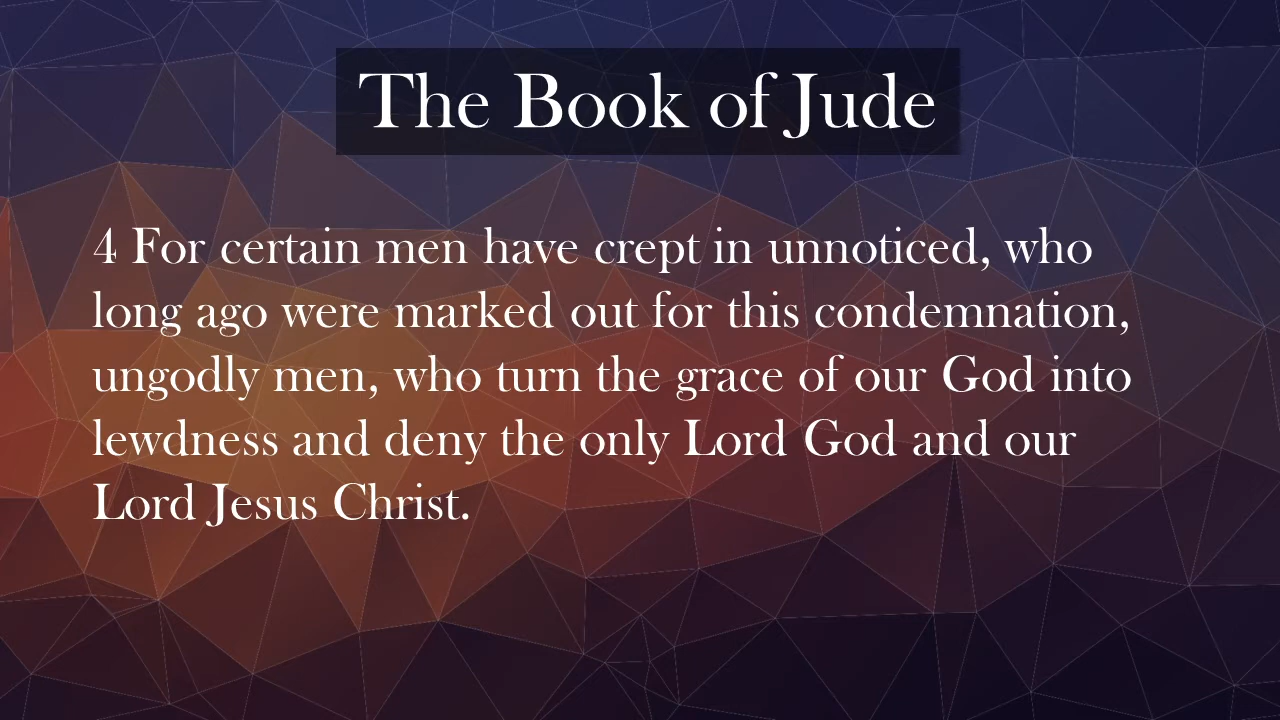 The Book of Jude
4 For certain men have crept in unnoticed, who
long ago were marked out for this condemnation,
ungodly men, who turn the grace of our God into
lewdness and deny the only Lord God and our
Lord Jesus Christ.